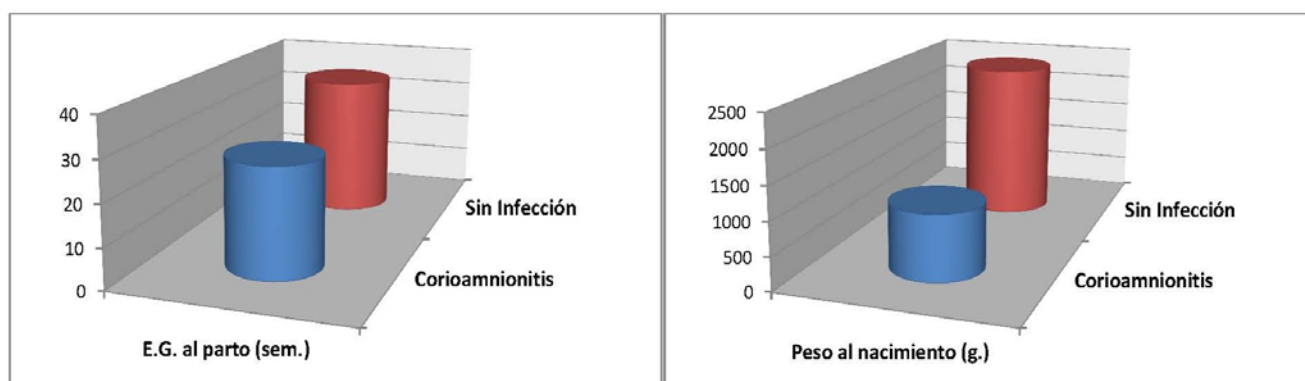 40
30
20
10
0
Sin Infección
Corioamnionitis
E.G. al parto (sem.)
2500
2000
1500
1000
500
0
Sin Infección
Corioamnionitis
Peso al nacimiento (g.)